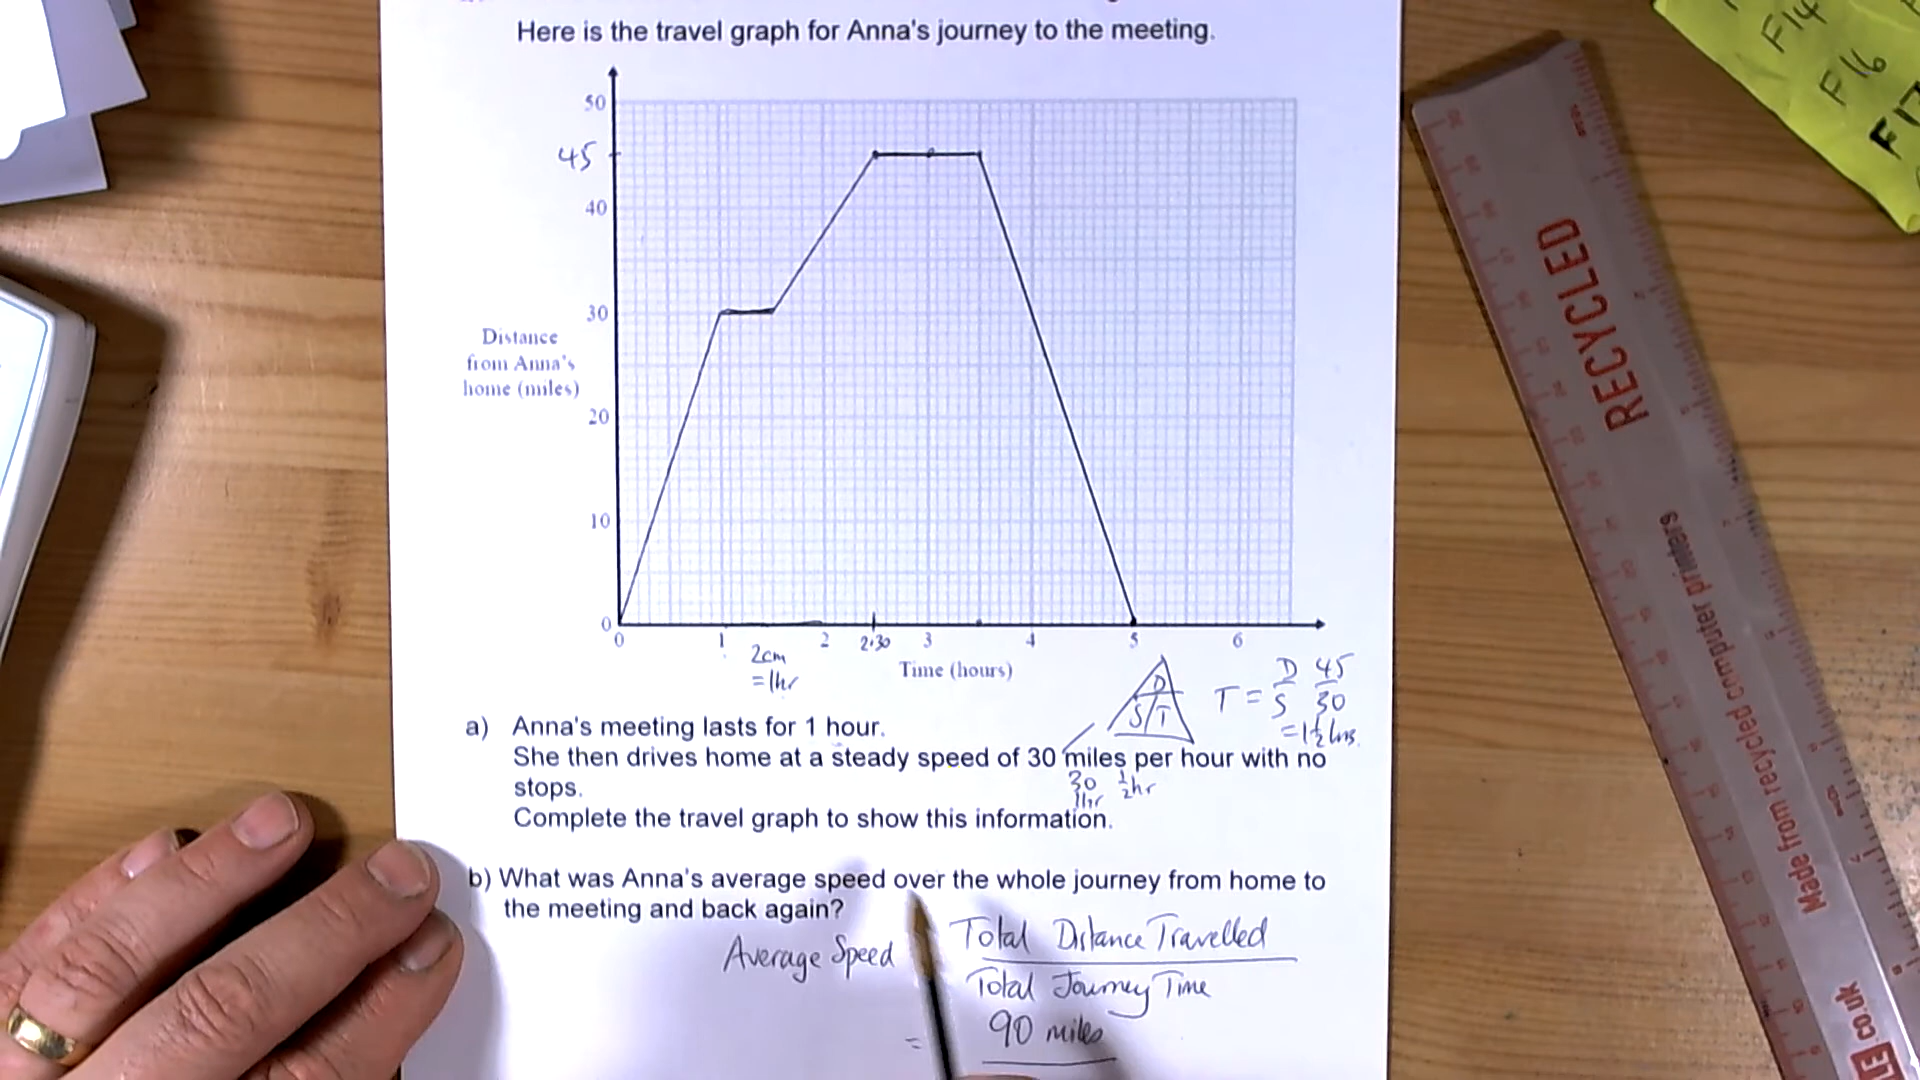 Here is the travel graph for Anna's journey to the meeting.
50
45
40
30
Distance
from Anna's
home (miles)
20
10
0
0 1 2 2.30 3 4 5 6
2cm
=1hr
Time (hours)
D
S T
T = D/S 45/30
=1½ hrs.
a) Anna's meeting lasts for 1 hour.
She then drives home at a steady speed of 30 miles per hour with no
stops.
30 ½hr
1hr
Complete the travel graph to show this information.
b) What was Anna's average speed over the whole journey from home to
the meeting and back again?
Average Speed
Total Distance Travelled
Total Journey Time
= 90 miles
RECYCLED
Made from recycled computer printers
.co.uk
F14
F16
F17